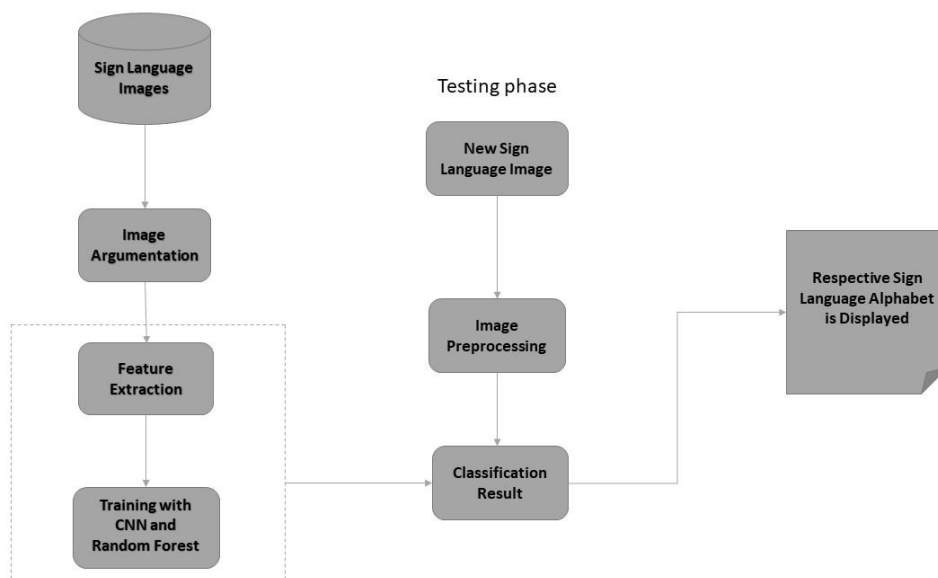 Sign Language
Images
Image
Argumentation
Feature
Extraction
Training with
CNN and
Random Forest
Testing phase
New Sign
Language Image
Image
Preprocessing
Classification
Result
Respective Sign
Language Alphabet
is Displayed